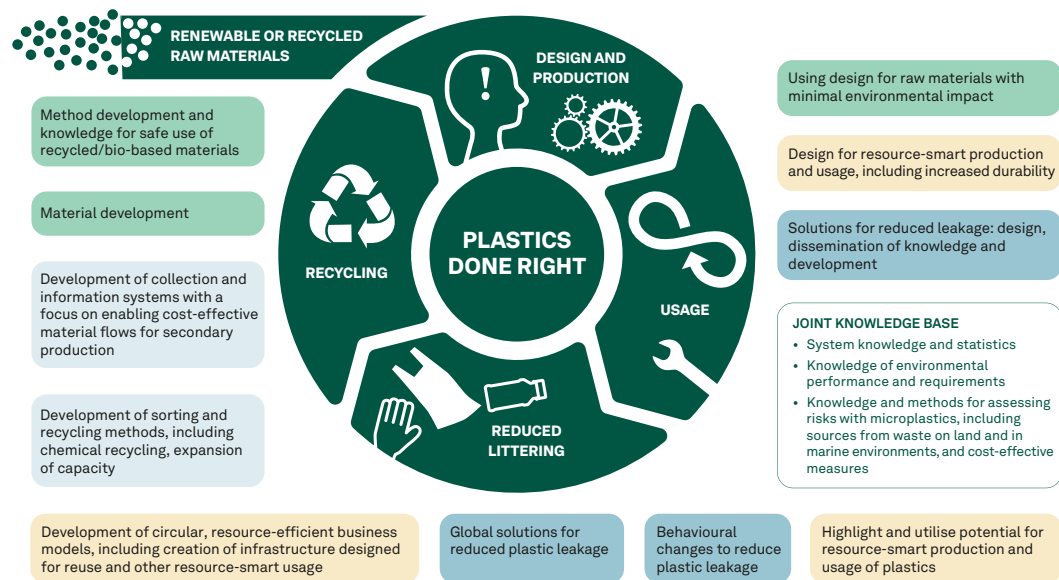 RENEWABLE OR RECYCLED
RAW MATERIALS
DESIGN AND
PRODUCTION
!
USAGE
REDUCED
LITTERING
RECYCLING
PLASTICS
DONE RIGHT
Method development and
knowledge for safe use of
recycled/bio-based materials
Material development
Development of collection and
information systems with a
focus on enabling cost-effective
material flows for secondary
production
Development of sorting and
recycling methods, including
chemical recycling, expansion
of capacity
Using design for raw materials with
minimal environmental impact
Design for resource-smart production
and usage, including increased durability
Solutions for reduced leakage: design,
dissemination of knowledge and
development
JOINT KNOWLEDGE BASE
• System knowledge and statistics
• Knowledge of environmental
performance and requirements
• Knowledge and methods for assessing
risks with microplastics, including
sources from waste on land and in
marine environments, and cost-effective
measures
Development of circular, resource-efficient business
models, including creation of infrastructure designed
for reuse and other resource-smart usage
Global solutions for
reduced plastic leakage
Behavioural
changes to reduce
plastic leakage
Highlight and utilise potential for
resource-smart production and
usage of plastics